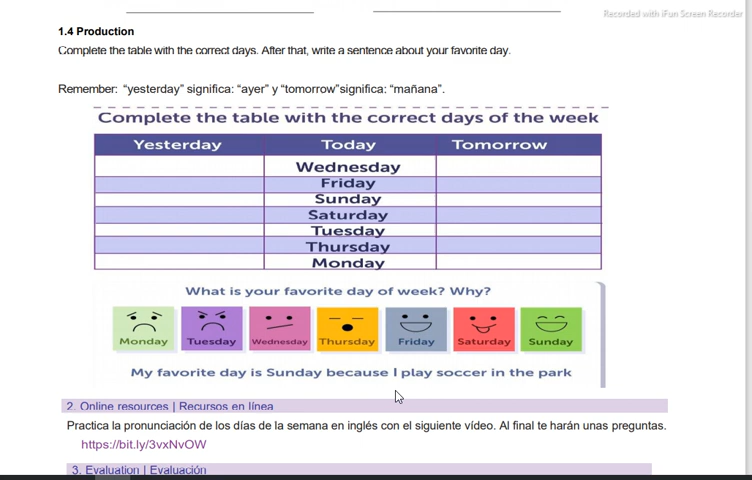 Recorded with iFun Screen Recorder
1.4 Production
Complete the table with the correct days. After that, write a sentence about your favorite day.
Remember: “yesterday” significa: “ayer” y “tomorrow”significa: “mañana”.
Complete the table with the correct days of the week
Yesterday Today Tomorrow
Wednesday
Friday
Sunday
Saturday
Tuesday
Thursday
Monday
What is your favorite day of week? Why?
Monday Tuesday Wednesday Thursday Friday Saturday Sunday
My favorite day is Sunday because I play soccer in the park
2. Online resources | Recursos en línea
Practica la pronunciación de los días de la semana en inglés con el siguiente vídeo. Al final te harán unas preguntas.
https://bit.ly/3vxNvOW
3. Evaluation | Evaluación